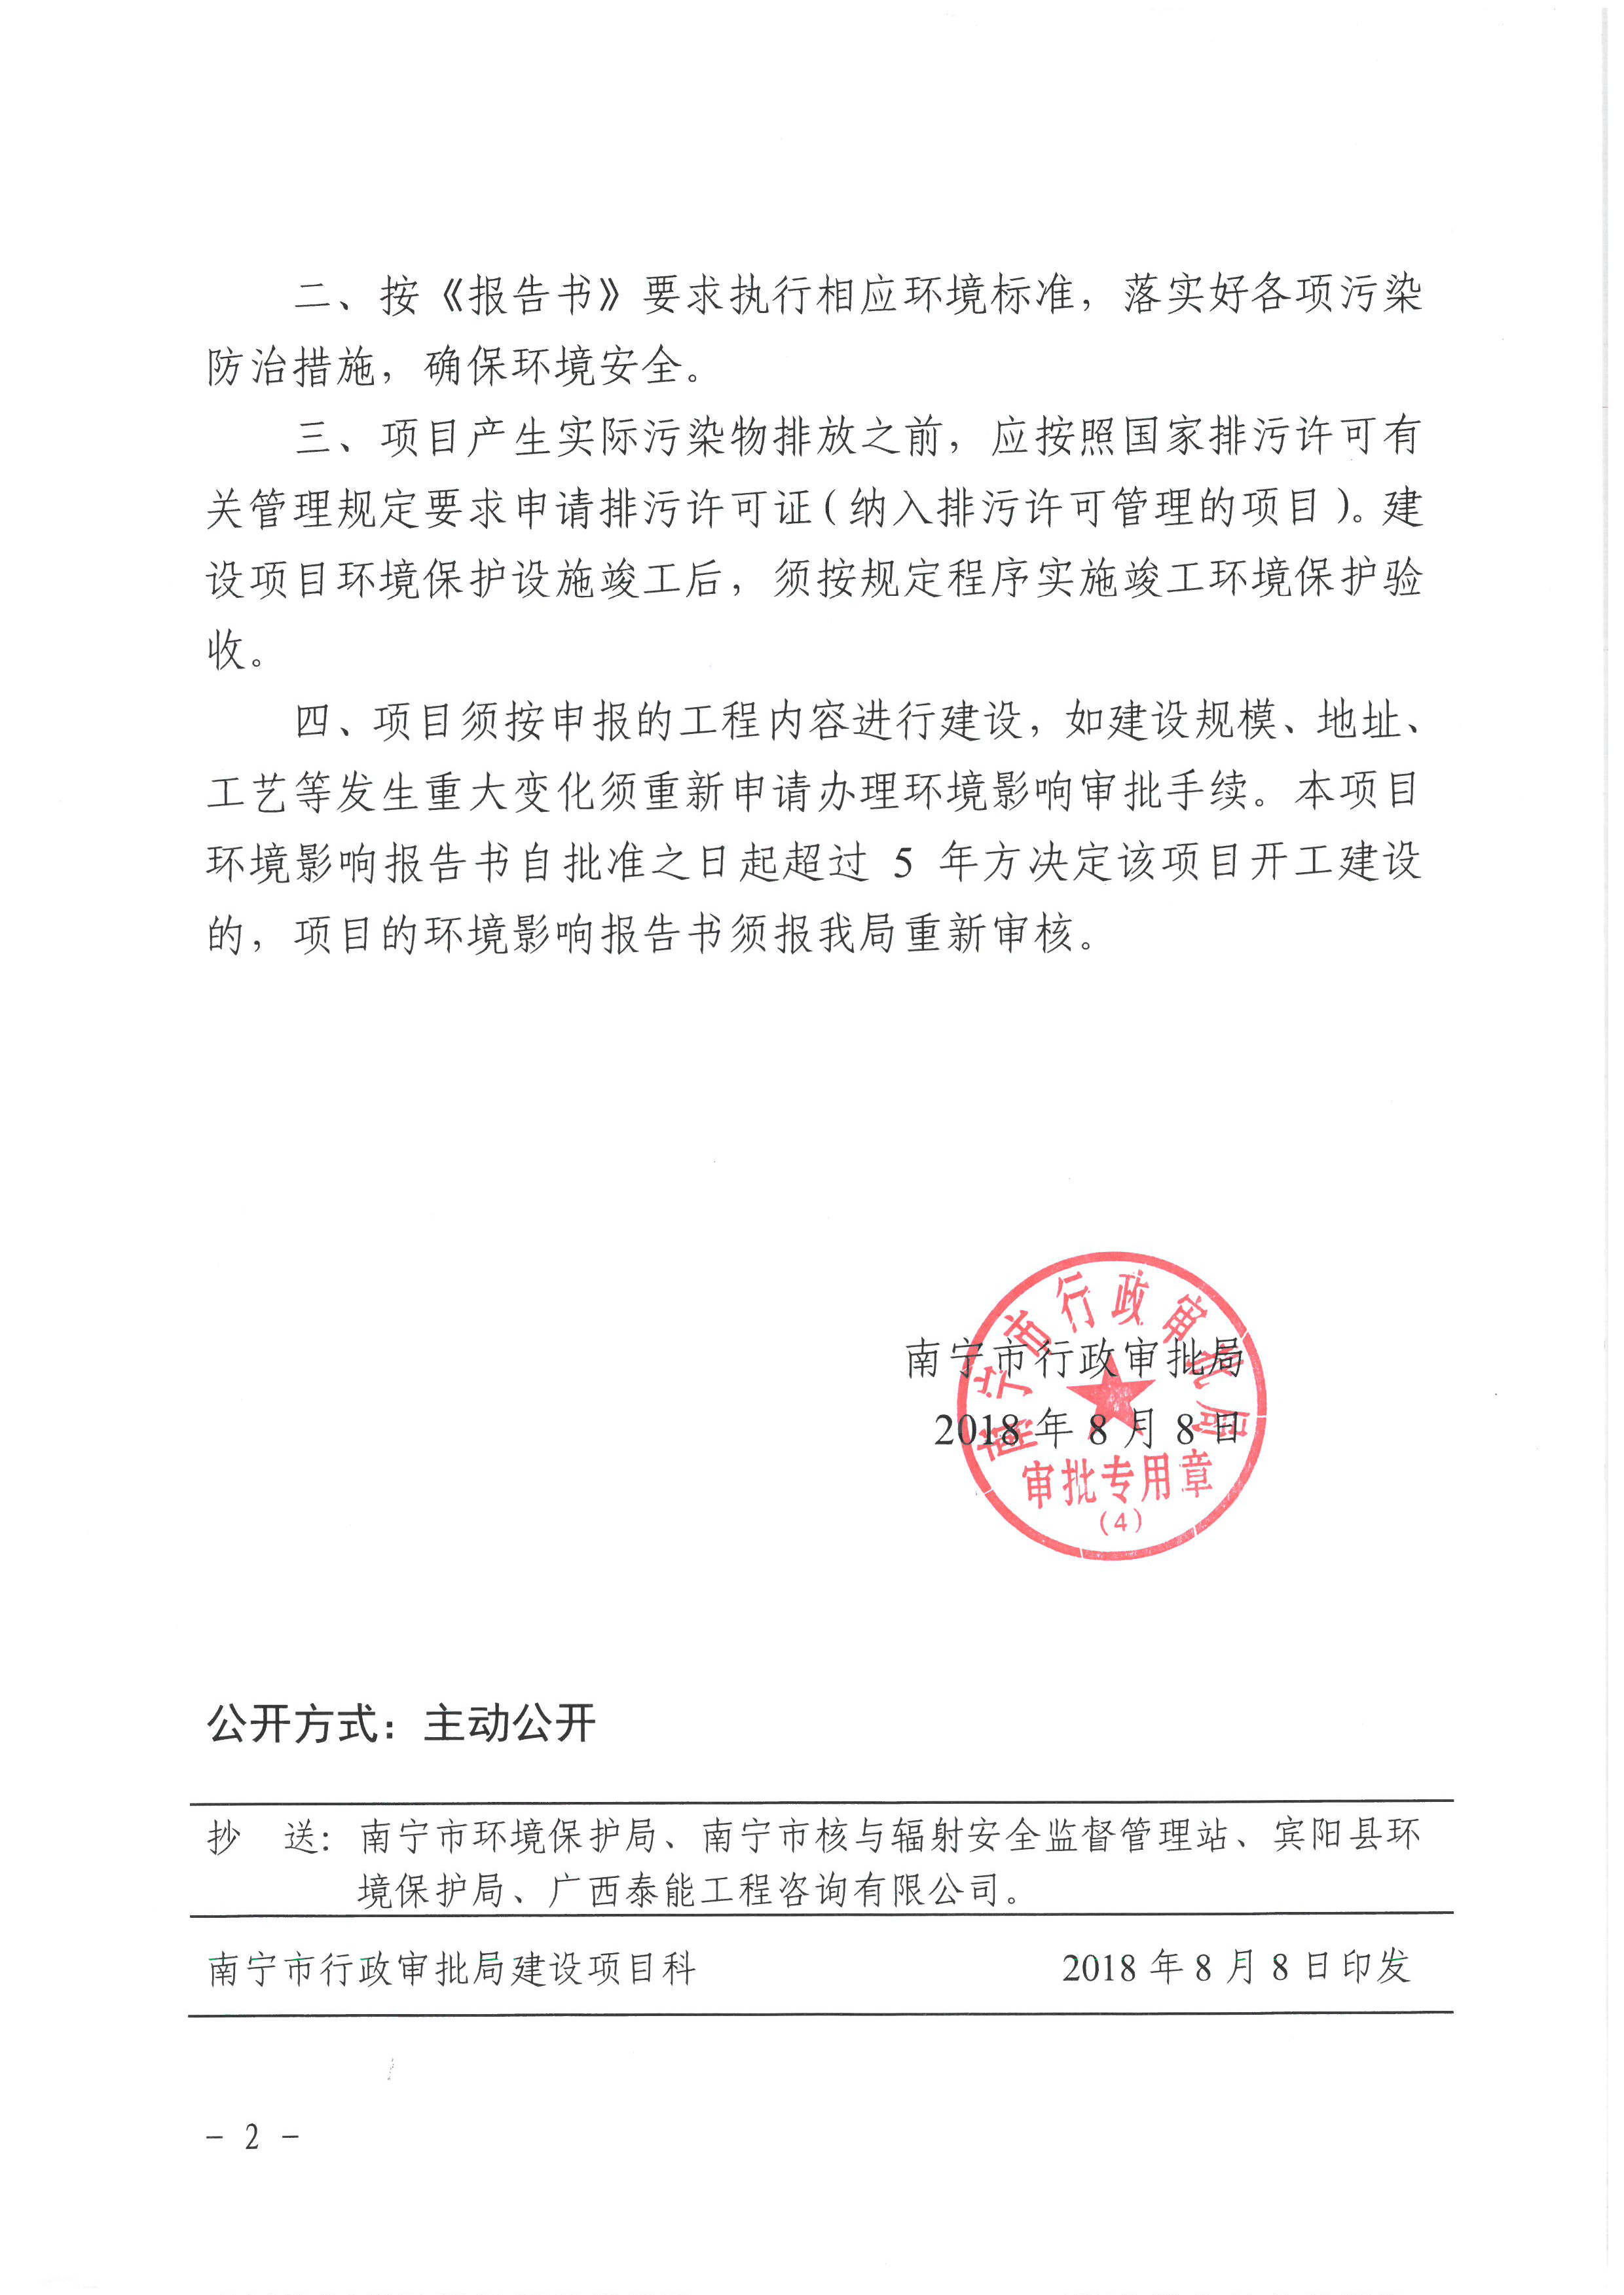 二、按《报告书》要求执行相应环境标准，落实好各项污染
防治措施，确保环境安全。
三、项目产生实际污染物排放之前，应按照国家排污许可有
关管理规定要求申请排污许可证(纳入排污许可管理的项目)。建
设项目环境保护设施竣工后，须按规定程序实施竣工环境保护验
收。
四、项目须按申报的工程内容进行建设，如建设规模、地址、
工艺等发生重大变化须重新申请办理环境影响审批手续。本项目
环境影响报告书自批准之日起超过 5 年方决定该项目开工建设
的，项目的环境影响报告书须报我局重新审核。
南宁市行政审批局
南宁市行政审批局
2018 年 8 月 8 日
审批专用章
(4)
公开方式：主动公开
抄 送：南宁市环境保护局、南宁市核与辐射安全监督管理站、宾阳县环
境保护局、广西泰能工程咨询有限公司。
南宁市行政审批局建设项目科 2018 年 8 月 8 日印发
- 2 -